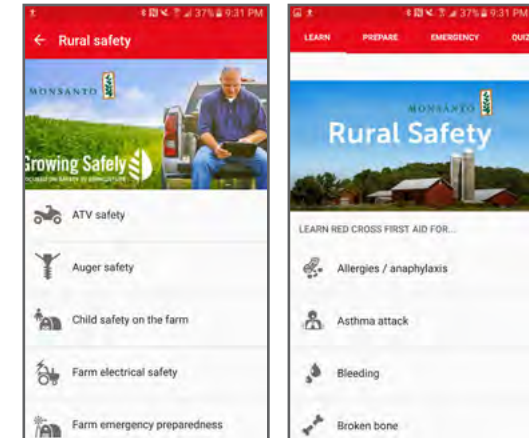 37% 9:31 PM
Rural safety
MONSANTO
Growing Safely
ATV safety
Auger safety
Child safety on the farm
Farm electrical safety
Farm emergency preparedness
37% 9:31 PM
LEARN PREPARE EMERGENCY QUIZ
MONSANTO
Rural Safety
LEARN RED CROSS FIRST AID FOR...
Allergies / anaphylaxis
Asthma attack
Bleeding
Broken bone